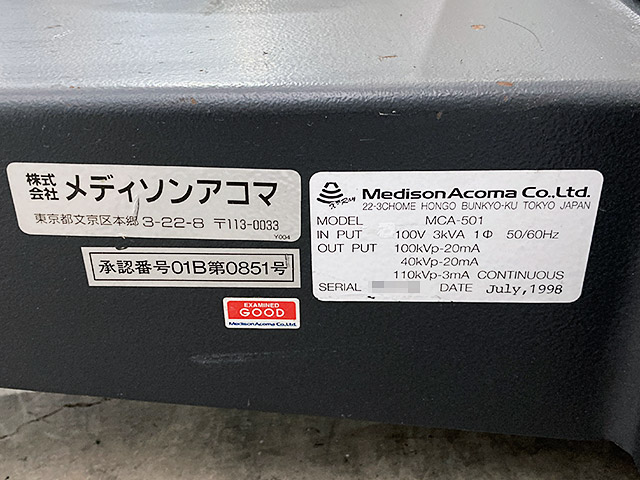 株式会社 メディソンアコマ
東京都文京区本郷 3-22-8 〒113-0033
Y004
承認番号01B第0851号
EXAMINED
GOOD
MedisonAcoma Co.,Ltd.
MedisonAcoma Co.,Ltd.
22-3CHOME HONGO BUNKYO-KU TOKYO JAPAN
MODEL MCA-501
IN PUT 100V 3kVA 1Φ 50/60Hz
OUT PUT 100kVp-20mA
40kVp-20mA
110kVp-3mA CONTINUOUS
SERIAL DATE July,1998